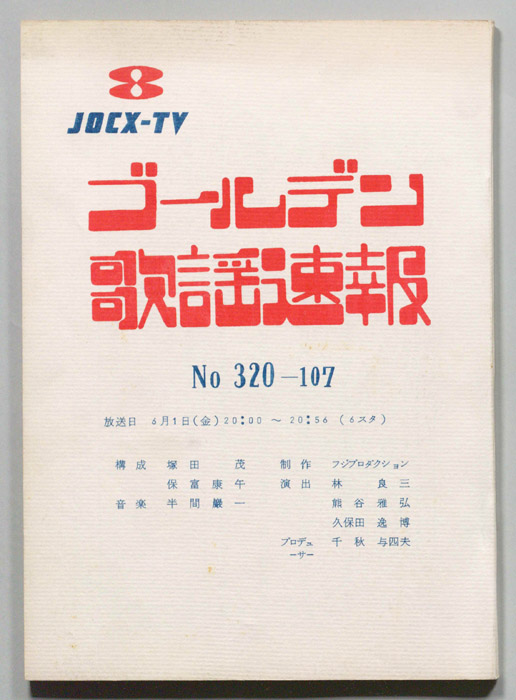 8
JOCX-TV
ゴールデン
歌謡速報
No 320-107
放送日 6月1日(金)20:00 ～ 20:56 (6スタ)
構成 塚田 茂 制作 フジプロダクション
保富康午 演出 林 良三
音楽 半間巌一 熊谷雅弘
久保田逸博
プロデューサー 千秋与四夫